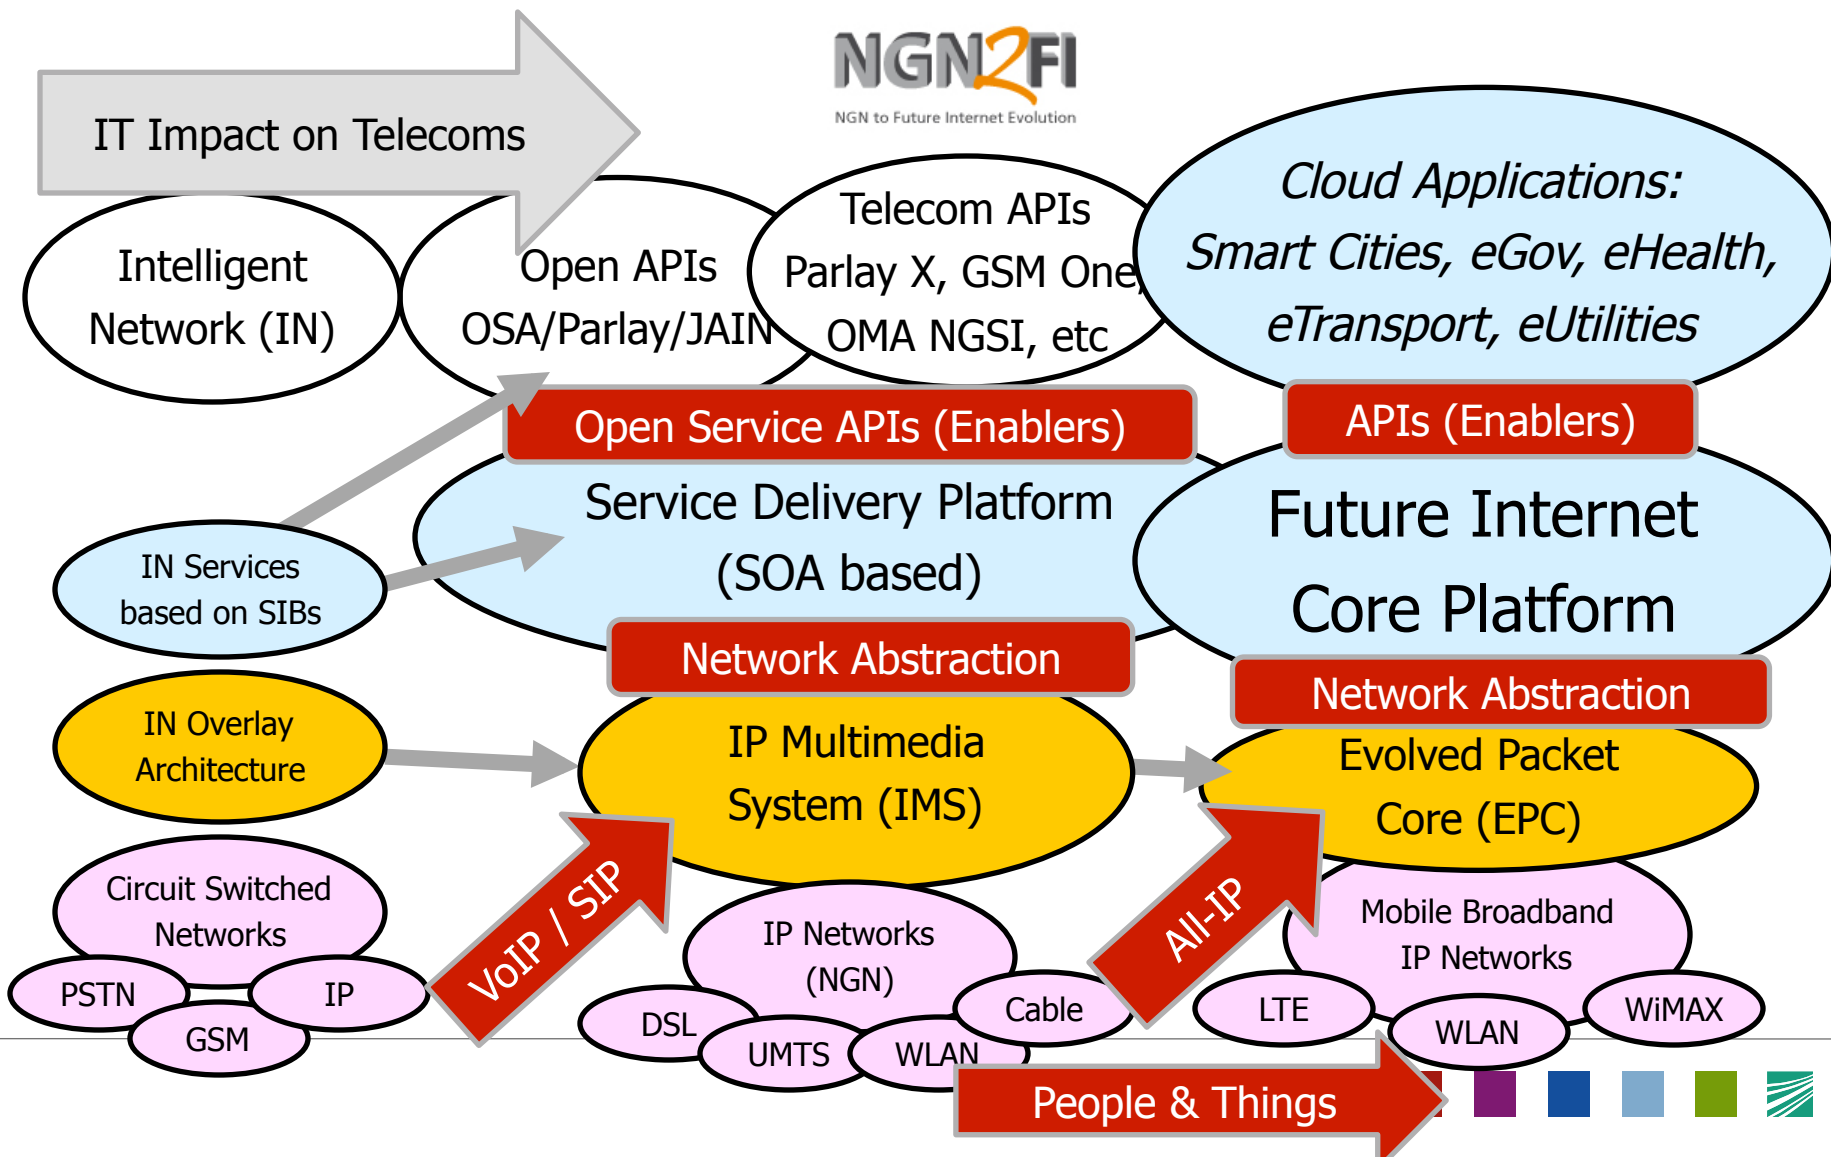 NGN2FI
NGN to Future Internet Evolution
IT Impact on Telecoms
Intelligent
Network (IN)
Open APIs
OSA/Parlay/JAIN
Telecom APIs
Parlay X, GSM One,
OMA NGSI, etc
Cloud Applications:
Smart Cities, eGov, eHealth,
eTransport, eUtilities
Open Service APIs (Enablers)
APIs (Enablers)
Service Delivery Platform
(SOA based)
Future Internet
Core Platform
IN Services
based on SIBs
Network Abstraction
Network Abstraction
IN Overlay
Architecture
IP Multimedia
System (IMS)
Evolved Packet
Core (EPC)
Circuit Switched
Networks
PSTN
GSM
IP
VoIP / SIP
IP Networks
(NGN)
DSL
UMTS
WLAN
Cable
All-IP
Mobile Broadband
IP Networks
LTE
WLAN
WiMAX
People & Things